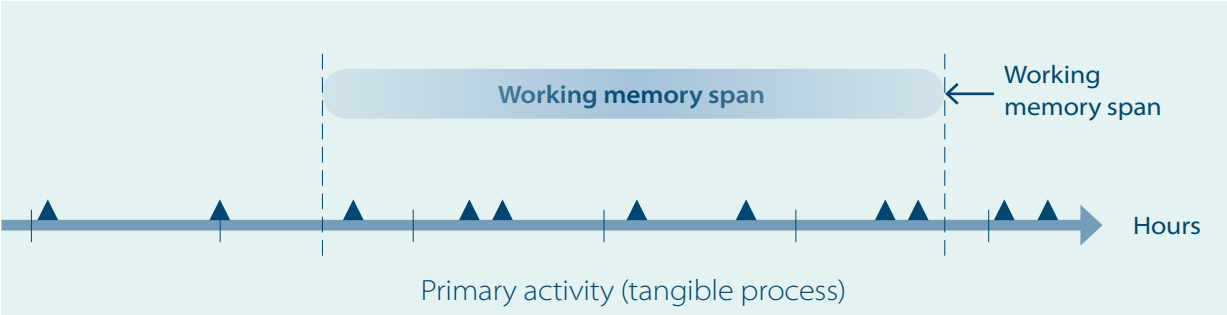 Working memory span
Working
memory span
Hours
Primary activity (tangible process)